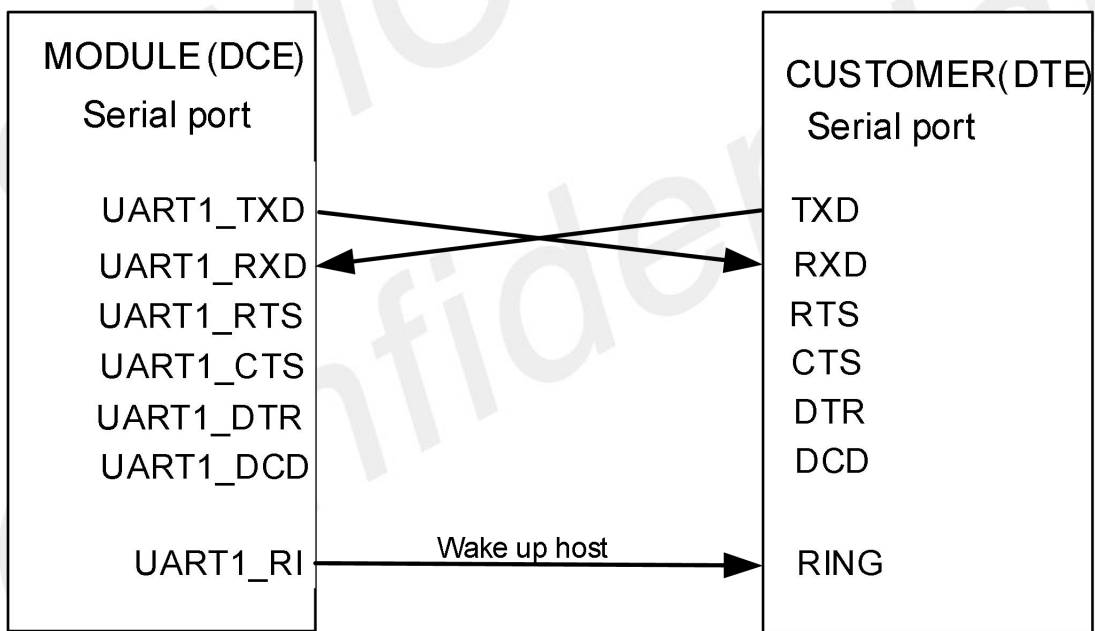 MODULE(DCE)
Serial port
UART1_TXD
UART1_RXD
UART1_RTS
UART1_CTS
UART1_DTR
UART1_DCD
UART1_RI
Wake up host
CUSTOMER(DTE)
Serial port
TXD
RXD
RTS
CTS
DTR
DCD
RING